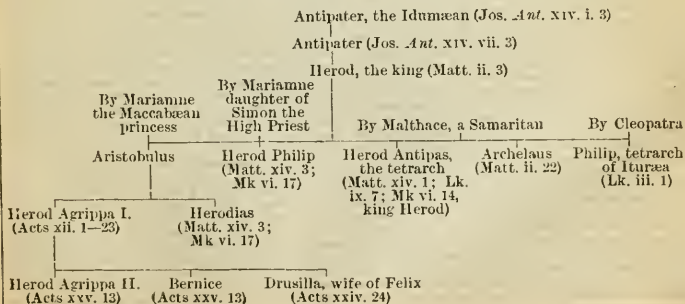 Antipater, the Idumæan (Jos. Ant. XIV. i. 3)
Antipater (Jos. Ant. XIV. vii. 3)
Herod, the king (Matt. ii. 3)
By Mariamne
the Maccabæan
princess
By Mariamne
daughter of
Simon the
High Priest
By Malthace, a Samaritan
By Cleopatra
Aristobulus
Herod Philip
(Matt. xiv. 3;
Mk vi. 17)
Herod Antipas,
the tetrarch
(Matt. xiv. 1; Lk.
ix. 7; Mk vi. 14,
king Herod)
Archelaus
(Matt. ii. 22)
Philip, tetrarch
of Ituræa
(Lk. iii. 1)
Herod Agrippa I.
(Acts xii. 1—23)
Herodias
(Matt. xiv. 3;
Mk vi. 17)
Herod Agrippa II.
(Acts xxv. 13)
Bernice
(Acts xxv. 13)
Drusilla, wife of Felix
(Acts xxiv. 24)